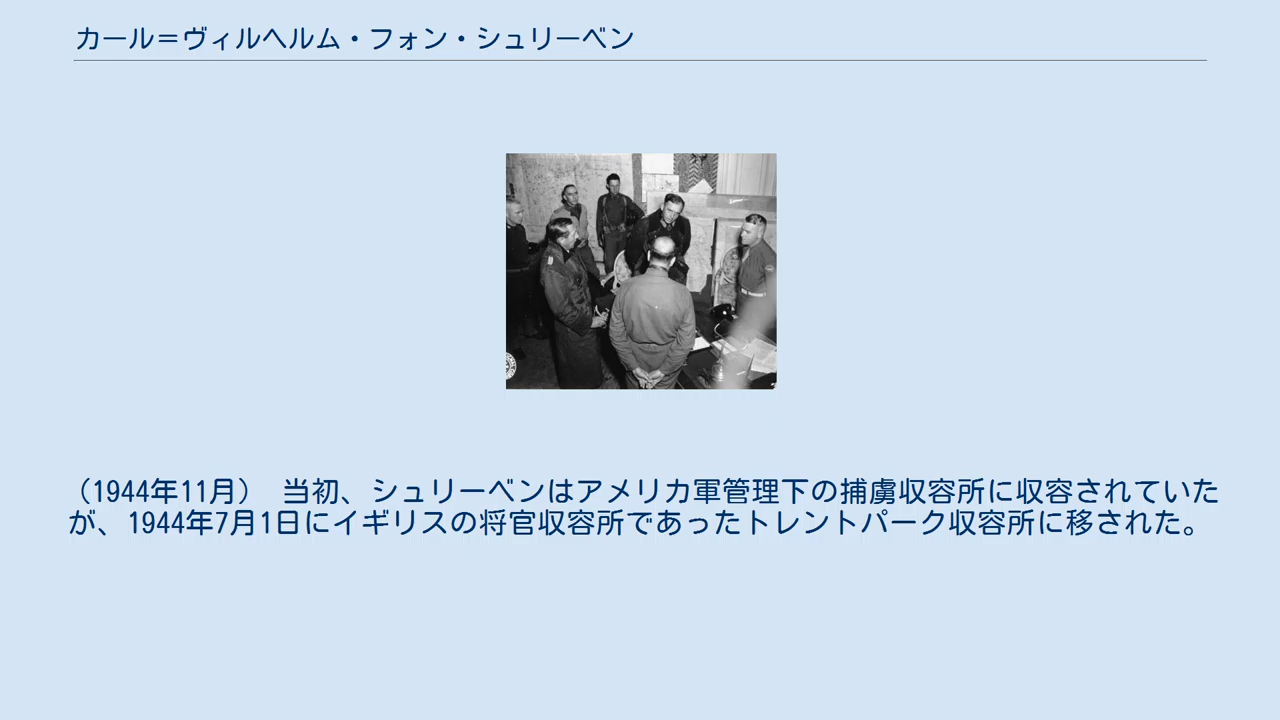 カール＝ヴィルヘルム・フォン・シュリーベン
（1944年11月）　当初、シュリーベンはアメリカ軍管理下の捕虜収容所に収容されていた
が、1944年7月1日にイギリスの将官収容所であったトレントパーク収容所に移された。